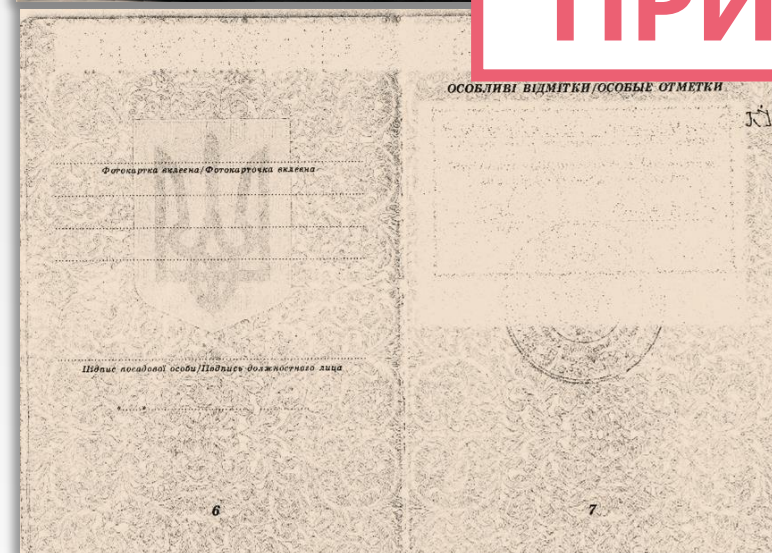 ПРИ
ОСОБЛИВІ ВІДМІТКИ/ОСОБЫЕ ОТМЕТКИ
Фотокартка вклеєна/Фотокарточка вклеена
Підпис посадової особи/Подпись должностного лица
6
7